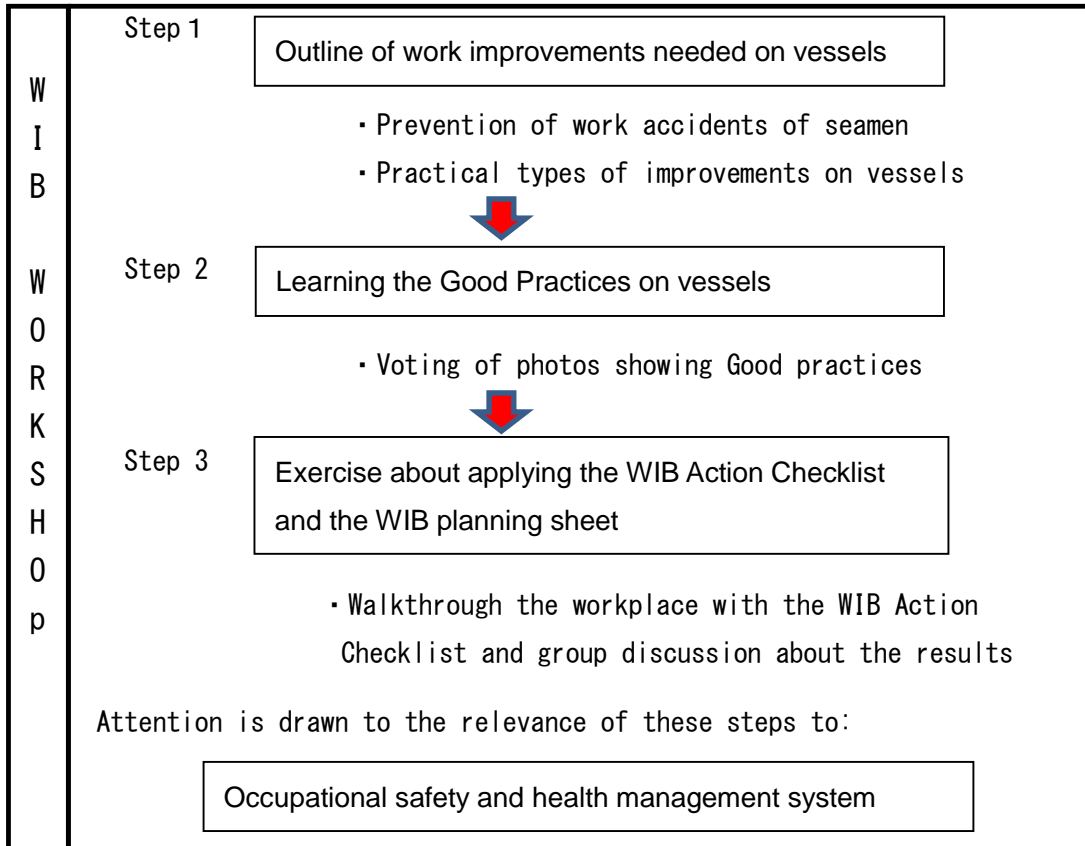 WIB WORKSHOp
Step 1
Outline of work improvements needed on vessels
・Prevention of work accidents of seamen
・Practical types of improvements on vessels
Step 2
Learning the Good Practices on vessels
・Voting of photos showing Good practices
Step 3
Exercise about applying the WIB Action Checklist
and the WIB planning sheet
・Walkthrough the workplace with the WIB Action
Checklist and group discussion about the results
Attention is drawn to the relevance of these steps to:
Occupational safety and health management system